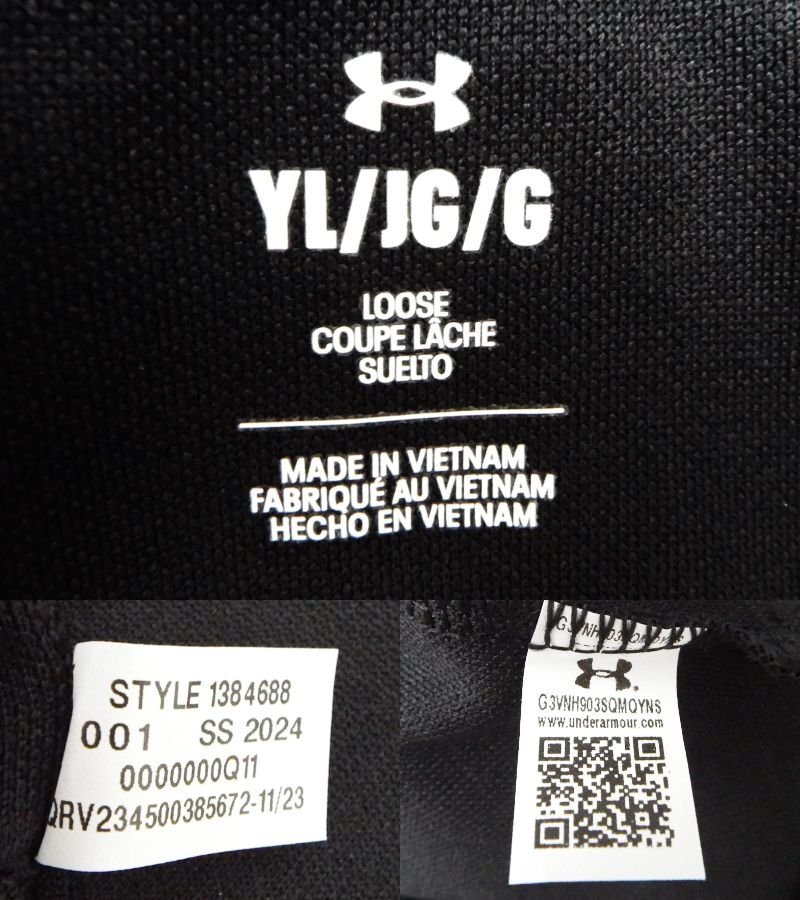 YL/JG/G
LOOSE
COUPE LÂCHE
SUELTO
MADE IN VIETNAM
FABRIQUÉ AU VIETNAM
HECHO EN VIETNAM
STYLE 1384688
001 SS 2024
0000000Q11
QRV234500385672-11/23
G3VNH903SQMQYNS
www.underarmour.com